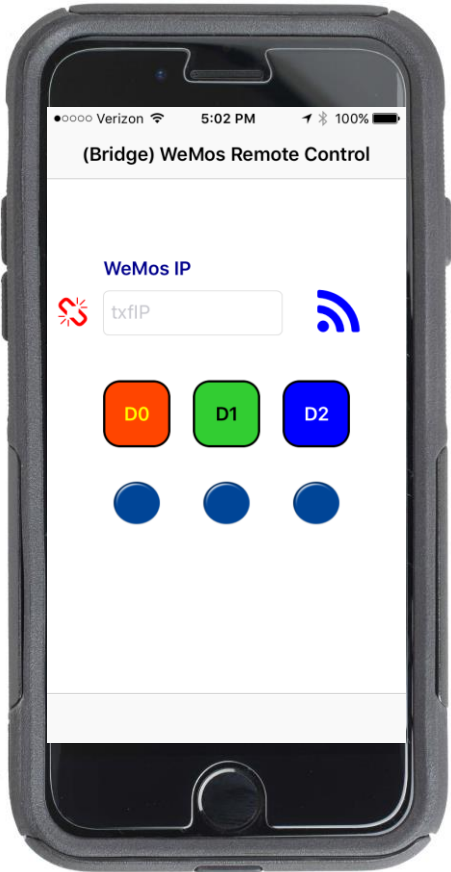 Verizon 5:02 PM 100%
(Bridge) WeMos Remote Control
WeMos IP
txfIP
D0 D1 D2